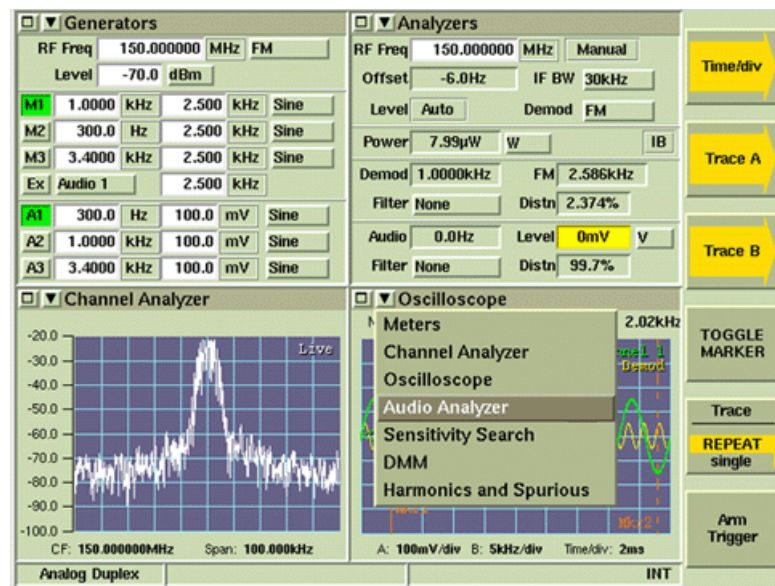 Generators
RF Freq 150.000000 MHz FM
Level -70.0 dBm
M1 1.0000 kHz 2.500 kHz Sine
M2 300.0 Hz 2.500 kHz Sine
M3 3.4000 kHz 2.500 kHz Sine
Ex Audio 1 2.500 kHz
A1 300.0 Hz 100.0 mV Sine
A2 1.0000 kHz 100.0 mV Sine
A3 3.4000 kHz 100.0 mV Sine
Analyzers
RF Freq 150.000000 MHz Manual
Offset -6.0Hz IF BW 30kHz
Level Auto Demod FM
Power 7.99µW W IB
Demod 1.0000kHz FM 2.586kHz
Filter None Distn 2.374%
Audio 0.0Hz Level 0mV V
Filter None Distn 99.7%
Channel Analyzer
Live
-20.0
-30.0
-40.0
-50.0
-60.0
-70.0
-80.0
-90.0
-100.0
CF: 150.000000MHz Span: 100.000kHz
Oscilloscope
2.02kHz
Meters
Channel Analyzer
Oscilloscope
Audio Analyzer
Sensitivity Search
DMM
Harmonics and Spurious
Demod
Mkr2
A: 100mV/div B: 5kHz/div Time/div: 2ms
Time/div
Trace A
Trace B
TOGGLE
MARKER
Trace
REPEAT
single
Arm
Trigger
Analog Duplex
INT